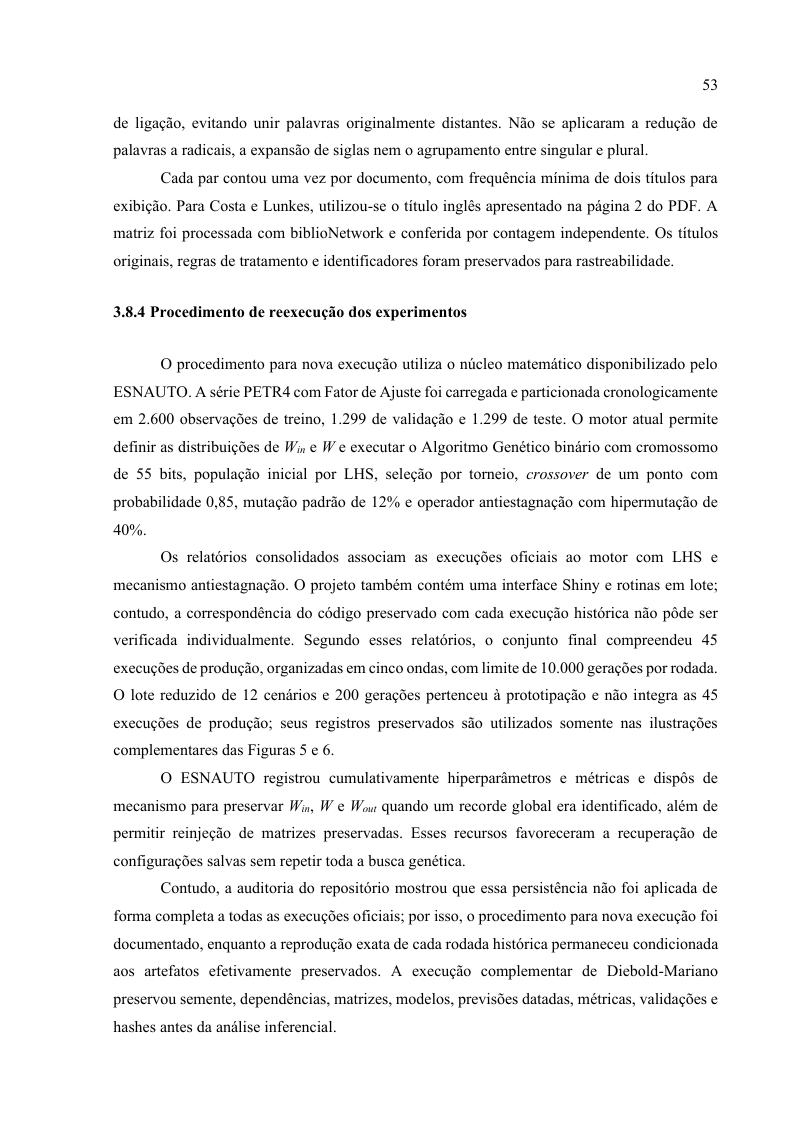 53
de ligação, evitando unir palavras originalmente distantes. Não se aplicaram a redução de
palavras a radicais, a expansão de siglas nem o agrupamento entre singular e plural.
Cada par contou uma vez por documento, com frequência mínima de dois títulos para
exibição. Para Costa e Lunkes, utilizou-se o título inglês apresentado na página 2 do PDF. A
matriz foi processada com biblioNetwork e conferida por contagem independente. Os títulos
originais, regras de tratamento e identificadores foram preservados para rastreabilidade.
3.8.4 Procedimento de reexecução dos experimentos
O procedimento para nova execução utiliza o núcleo matemático disponibilizado pelo
ESNAUTO. A série PETR4 com Fator de Ajuste foi carregada e particionada cronologicamente
em 2.600 observações de treino, 1.299 de validação e 1.299 de teste. O motor atual permite
definir as distribuições de Win e W e executar o Algoritmo Genético binário com cromossomo
de 55 bits, população inicial por LHS, seleção por torneio, crossover de um ponto com
probabilidade 0,85, mutação padrão de 12% e operador antiestagnação com hipermutação de
40%.
Os relatórios consolidados associam as execuções oficiais ao motor com LHS e
mecanismo antiestagnação. O projeto também contém uma interface Shiny e rotinas em lote;
contudo, a correspondência do código preservado com cada execução histórica não pôde ser
verificada individualmente. Segundo esses relatórios, o conjunto final compreendeu 45
execuções de produção, organizadas em cinco ondas, com limite de 10.000 gerações por rodada.
O lote reduzido de 12 cenários e 200 gerações pertenceu à prototipação e não integra as 45
execuções de produção; seus registros preservados são utilizados somente nas ilustrações
complementares das Figuras 5 e 6.
O ESNAUTO registrou cumulativamente hiperparâmetros e métricas e dispôs de
mecanismo para preservar Win, W e Wout quando um recorde global era identificado, além de
permitir reinjeção de matrizes preservadas. Esses recursos favoreceram a recuperação de
configurações salvas sem repetir toda a busca genética.
Contudo, a auditoria do repositório mostrou que essa persistência não foi aplicada de
forma completa a todas as execuções oficiais; por isso, o procedimento para nova execução foi
documentado, enquanto a reprodução exata de cada rodada histórica permaneceu condicionada
aos artefatos efetivamente preservados. A execução complementar de Diebold-Mariano
preservou semente, dependências, matrizes, modelos, previsões datadas, métricas, validações e
hashes antes da análise inferencial.